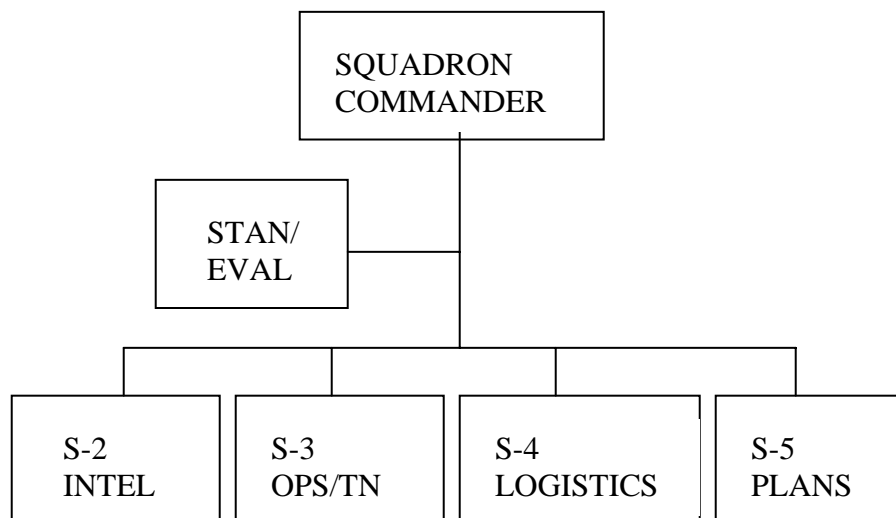 SQUADRON
COMMANDER
STAN/
EVAL
S-2
INTEL
S-3
OPS/TN
S-4
LOGISTICS
S-5
PLANS